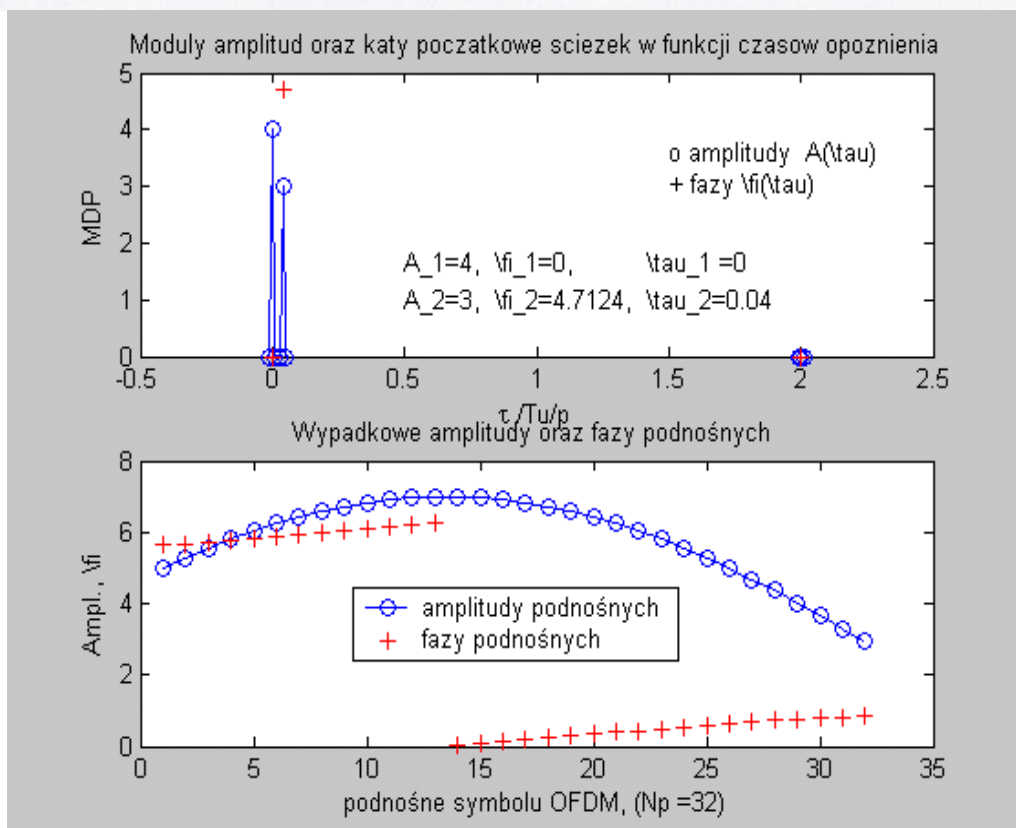 Moduly amplitud oraz katy poczatkowe sciezek w funkcji czasow opoznienia
5
4
3
2
1
0
MDP
o amplitudy A(\tau)
+ fazy \fi(\tau)
A_1=4, \fi_1=0, \tau_1 =0
A_2=3, \fi_2=4.7124, \tau_2=0.04
-0.5 0 0.5 1 1.5 2 2.5
τ /Tu/p
Wypadkowe amplitudy oraz fazy podnośnych
8
6
4
2
0
Ampl., \fi
amplitudy podnośnych
fazy podnośnych
0 5 10 15 20 25 30 35
podnośne symbolu OFDM, (Np =32)